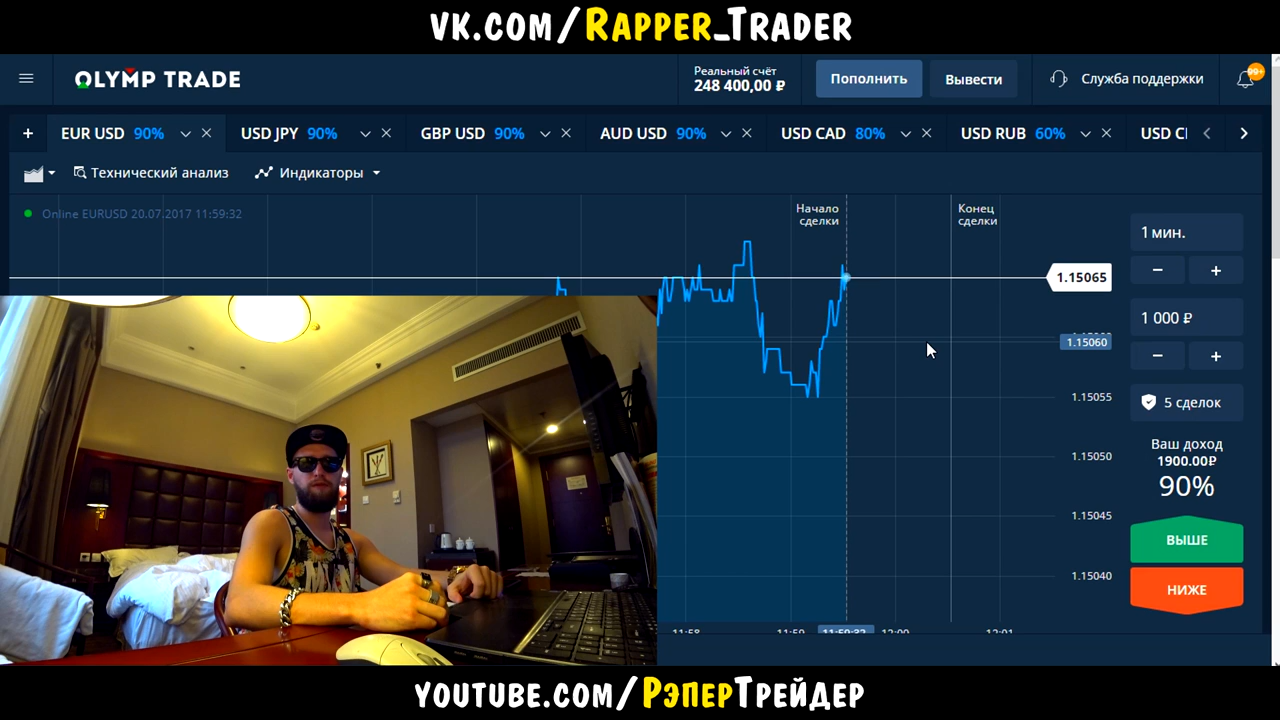 vk.com/Rapper_Trader
OLYMP TRADE
Реальный счёт
248 400,00 ₽
Пополнить
Вывести
Служба поддержки
99+
EUR USD 90%
USD JPY 90%
GBP USD 90%
AUD USD 90%
USD CAD 80%
USD RUB 60%
Технический анализ
Индикаторы
Online EURUSD 20.07.2017 11:59:32
Начало
сделки
Конец
сделки
1.15065
1.15060
1.15055
1.15050
1.15045
1.15040
1 мин.
− +
1 000 ₽
− +
5 сделок
Ваш доход
1900.00₽
90%
ВЫШЕ
НИЖЕ
11:58 11:59 11:59:32 12:00 12:01
youtube.com/РэперТрейдер